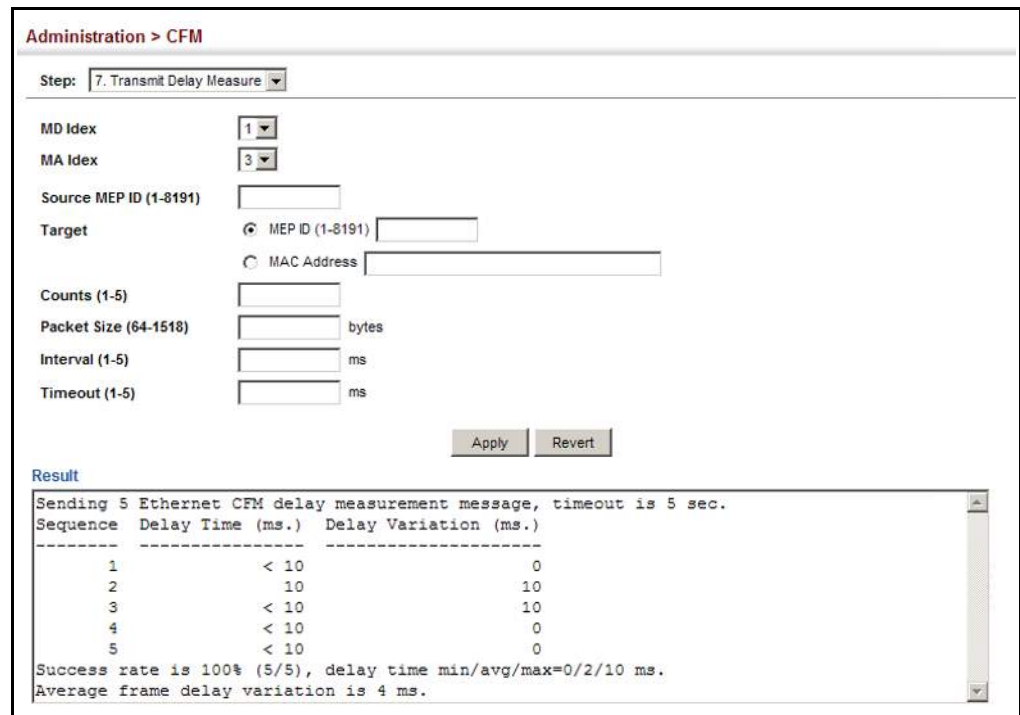 Administration > CFM
Step: 7. Transmit Delay Measure
MD Idex 1
MA Idex 3
Source MEP ID (1-8191)
Target MEP ID (1-8191)
MAC Address
Counts (1-5)
Packet Size (64-1518) bytes
Interval (1-5) ms
Timeout (1-5) ms
Apply Revert
Result
Sending 5 Ethernet CFM delay measurement message, timeout is 5 sec.
Sequence Delay Time (ms.) Delay Variation (ms.)
-------- ---------------- ---------------------
1 < 10 0
2 10 10
3 < 10 10
4 < 10 0
5 < 10 0
Success rate is 100% (5/5), delay time min/avg/max=0/2/10 ms.
Average frame delay variation is 4 ms.